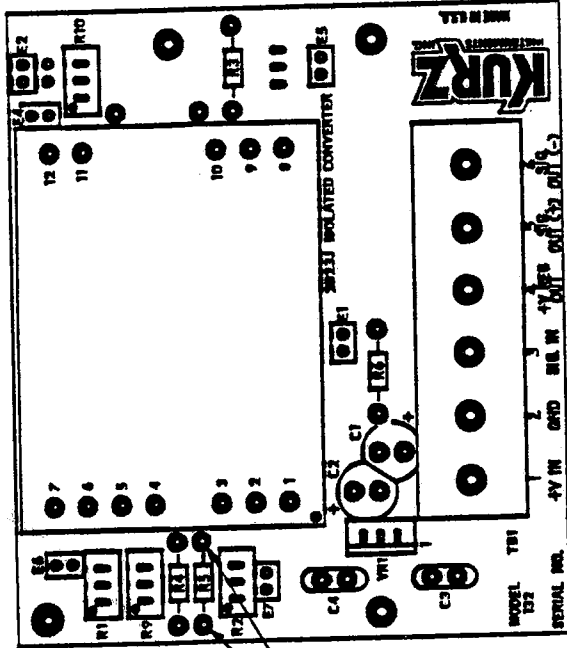 MADE IN U.S.A.
KURZ
INSTRUMENTS INC.
E2
R10
E4
R3
E5
12
11
10
9
8
ISOLATED CONVERTER
E1
R6
C1
+
C2
+
7
6
5
4
3
2
1
E6
R1
R9
R4
R5
R2
E7
C4
VR1
1
C3
TB1
1
2
3
4
5
6
+V IN
GND
SIG. IN
+V REG OUT
SIG. OUT (+)
SIG. OUT (-)
MODEL
132
SERIAL NO.